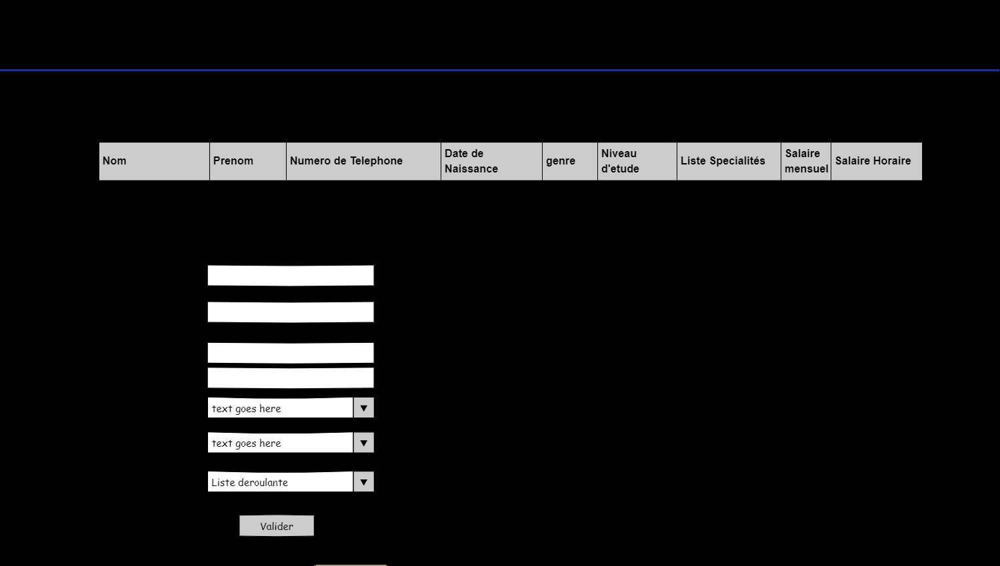 Nom Prenom Numero de Telephone Date de Naissance genre Niveau d'etude Liste Specialités Salaire mensuel Salaire Horaire
text goes here
text goes here
Liste deroulante
Valider